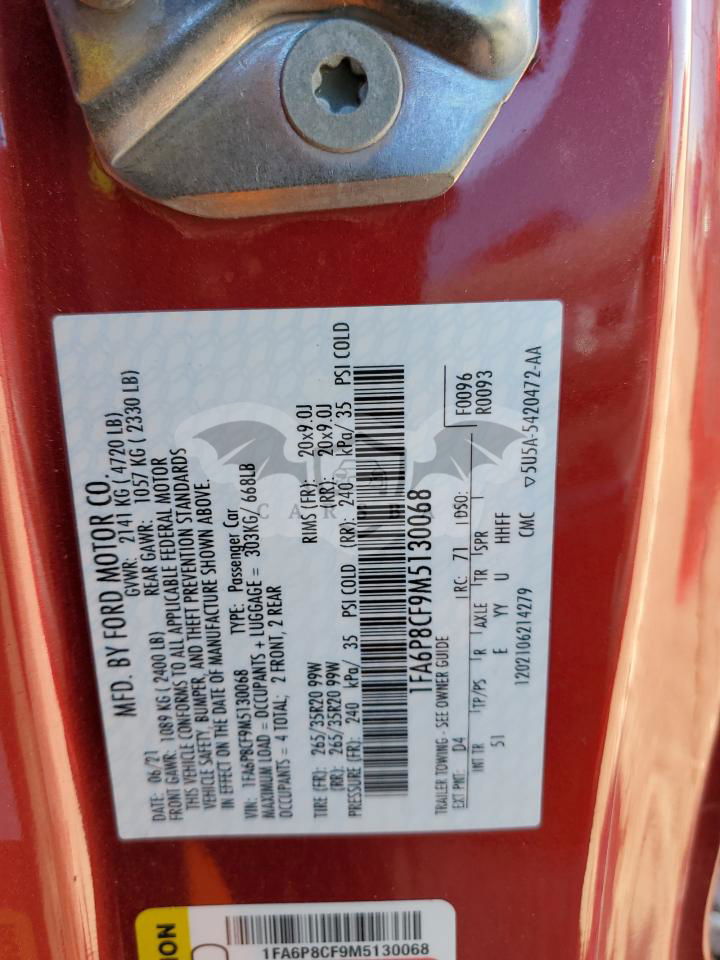 MFD. BY FORD MOTOR CO.
DATE: 06/21 GVWR: 2141 KG ( 4720 LB)
FRONT GAWR: 1089 KG ( 2400 LB) REAR GAWR: 1057 KG ( 2330 LB)
THIS VEHICLE CONFORMS TO ALL APPLICABLE FEDERAL MOTOR
VEHICLE SAFETY, BUMPER, AND THEFT PREVENTION STANDARDS
IN EFFECT ON THE DATE OF MANUFACTURE SHOWN ABOVE.
VIN: 1FA6P8CF9M5130068 TYPE: Passenger Car
MAXIMUM LOAD = OCCUPANTS + LUGGAGE = 303KG/ 668LB
OCCUPANTS = 4 TOTAL; 2 FRONT, 2 REAR
TIRE (FR): 265/35R20 99W RIMS (FR): 20x9.0J
(RR): 265/35R20 99W (RR): 20x9.0J
PRESSURE (FR): 240 kPa/ 35 PSI COLD (RR): 240 kPa/ 35 PSI COLD
1FA6P8CF9M5130068
TRAILER TOWING - SEE OWNER GUIDE
EXT PNT: D4 RC: 71 DSO: F0096
R0093
INT TR TP/PS R AXLE TR SPR
51 E YY U HHFF
12021062142​79 CMC ▽5U5A-5420472-AA
ION
1FA6P8CF9M5130068